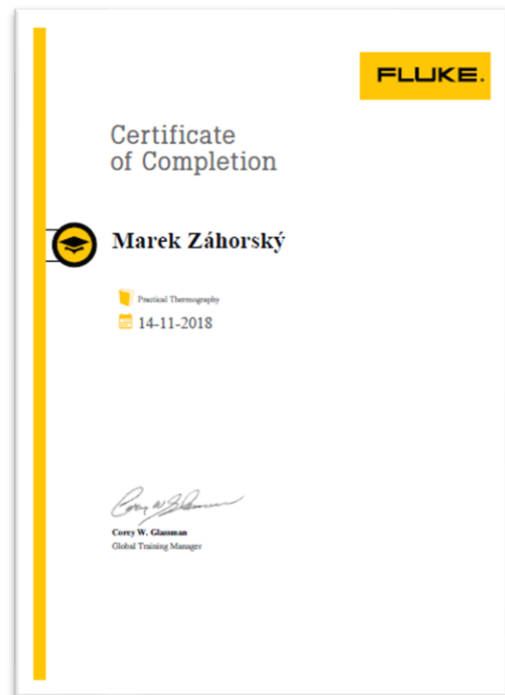 FLUKE.
Certificate
of Completion
Marek Záhorský
Practical Thermography
14-11-2018
Corey W. Glassman
Global Training Manager